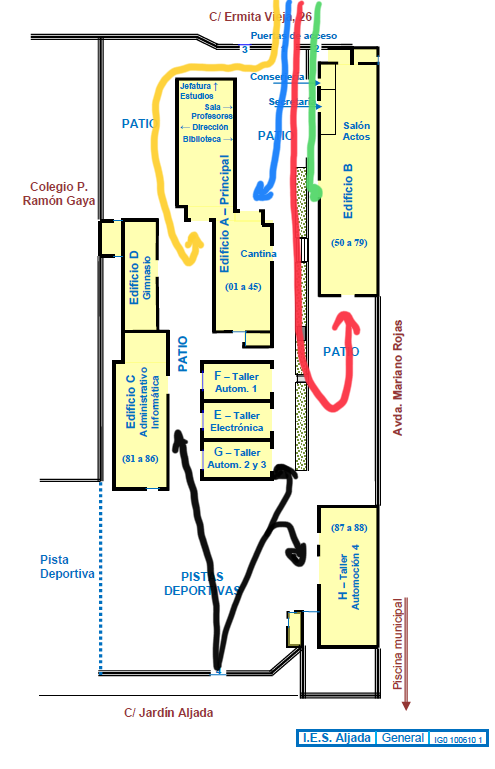 C/ Ermita Vieja, 26
Puertas de acceso
3
2
Conserjería
Secretaría
Jefatura ↑
Estudios
Sala →
Profesores
← Dirección
Biblioteca →
PATIO
PATIO
Salón
Actos
Colegio P.
Ramón Gaya
Edificio A – Principal
Cantina
(01 a 45)
Edificio B
(50 a 79)
Edificio D
Gimnasio
PATIO
PATIO
Avda. Mariano Rojas
Edificio C
Administrativo
Informática
(81 a 86)
F – Taller
Autom. 1
E – Taller
Electrónica
G – Taller
Autom. 2 y 3
(87 a 88)
H – Taller
Automoción 4
Pista
Deportiva
PISTAS
DEPORTIVAS
4
Piscina municipal
C/ Jardín Aljada
I.E.S. Aljada General IG0 100610 1